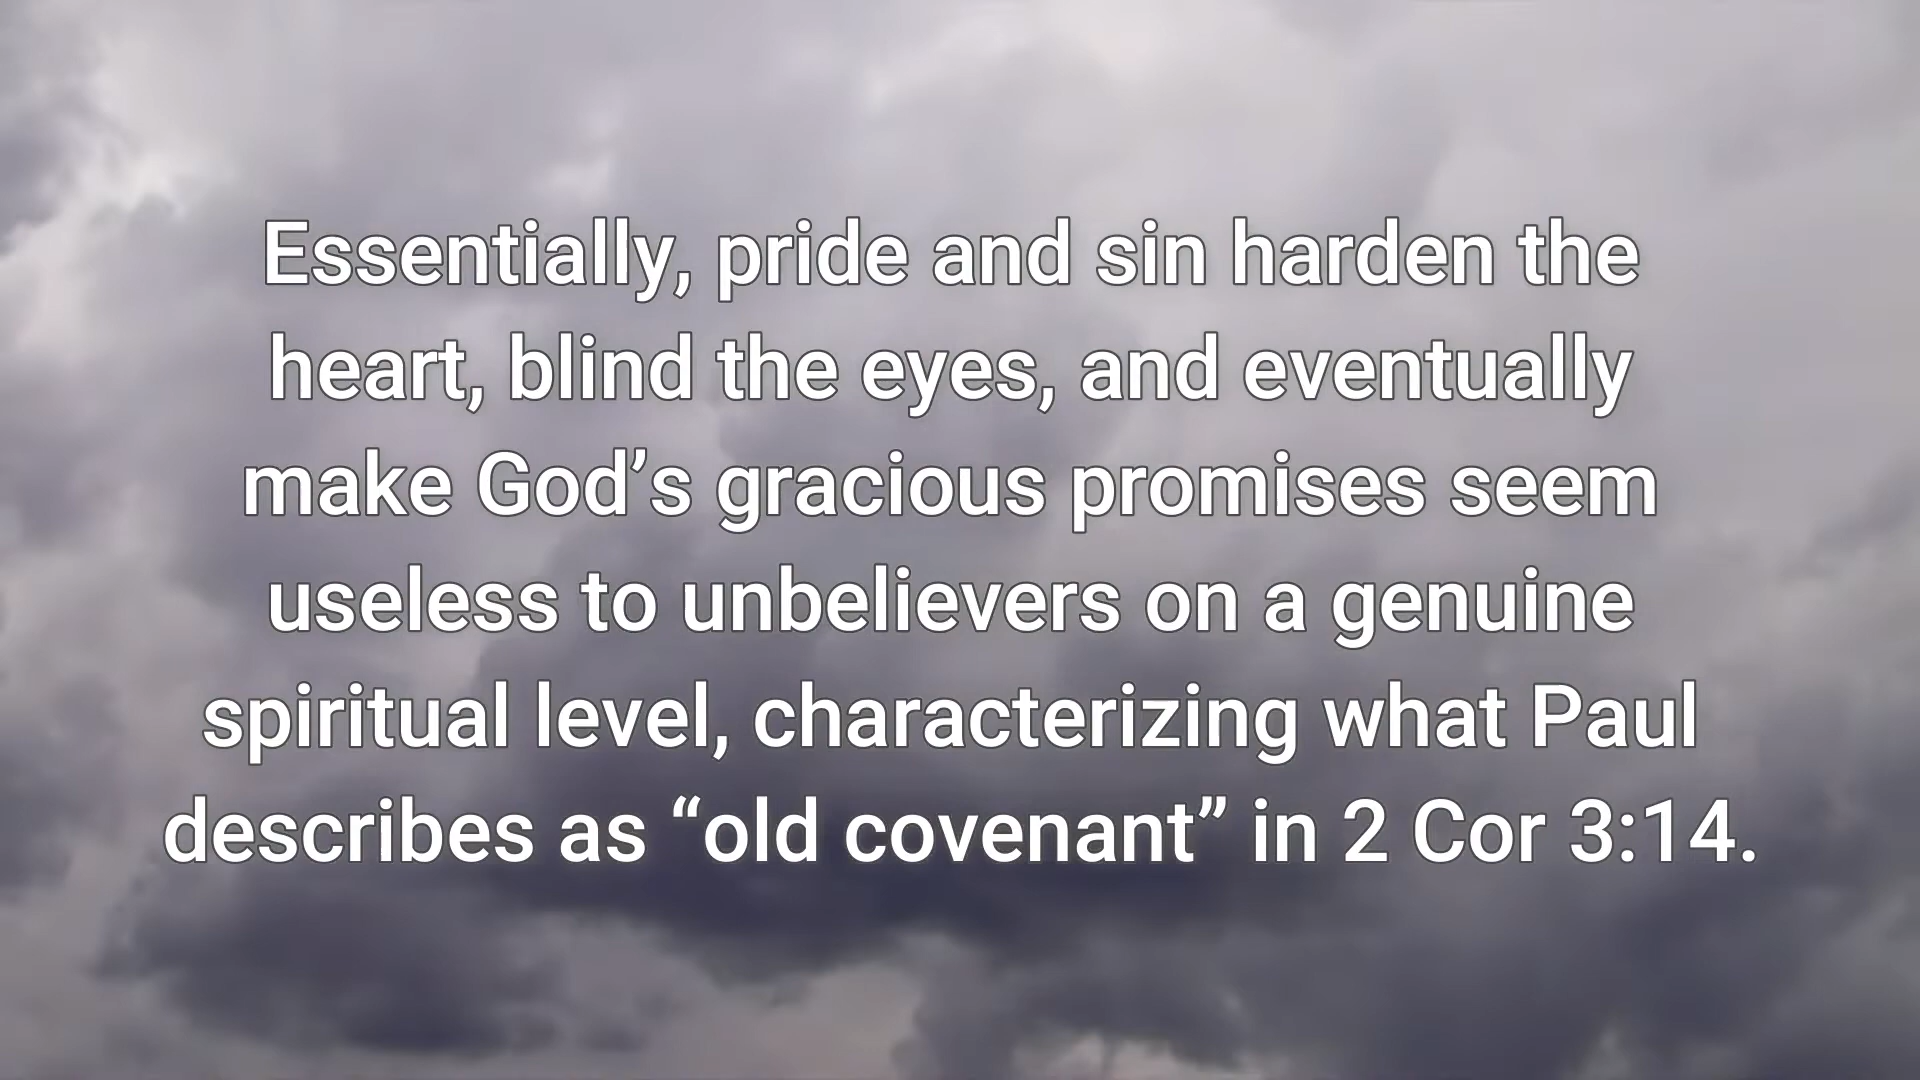 Essentially, pride and sin harden the
heart, blind the eyes, and eventually
make God’s gracious promises seem
useless to unbelievers on a genuine
spiritual level, characterizing what Paul
describes as “old covenant” in 2 Cor 3:14.